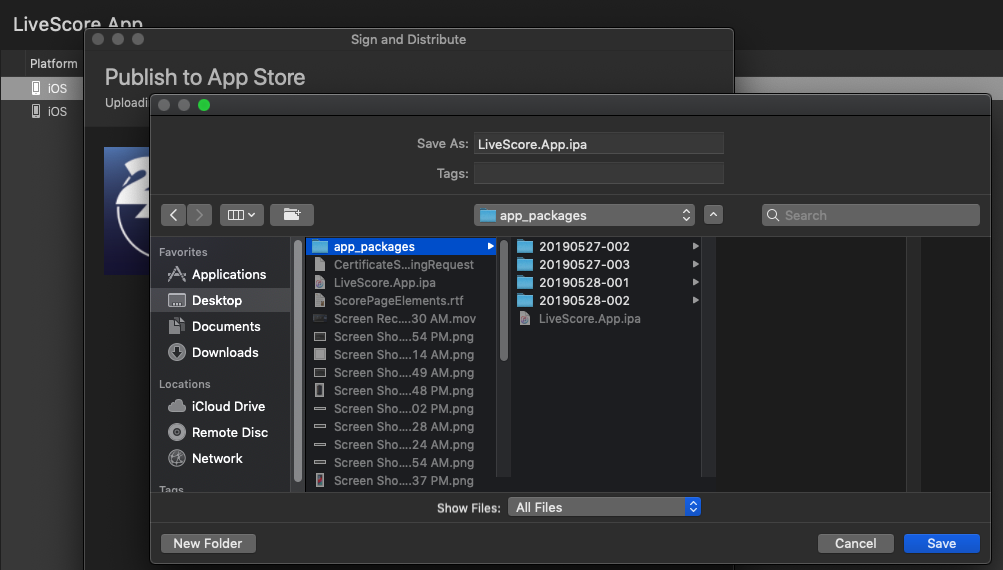 LiveScore.App
Sign and Distribute
Platform
Publish to App Store
iOS
iOS
Save As: LiveScore.App.ipa
Tags:
app_packages
Search
Favorites
Applications
Desktop
Documents
Downloads
Locations
iCloud Drive
Remote Disc
Network
Tags
app_packages
CertificateS...ingRequest
LiveScore.App.ipa
ScorePageElements.rtf
Screen Rec....30 AM.mov
Screen Sho....54 PM.png
Screen Sho....14 AM.png
Screen Sho....49 AM.png
Screen Sho....48 PM.png
Screen Sho....02 PM.png
Screen Sho....28 AM.png
Screen Sho....24 AM.png
Screen Sho....54 AM.png
Screen Sho....37 PM.png
20190527-002
20190527-003
20190528-001
20190528-002
LiveScore.App.ipa
Show Files: All Files
New Folder
Cancel
Save